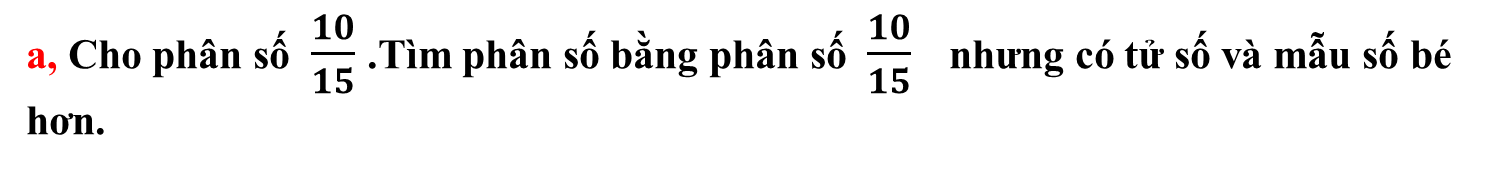 a, Cho phân số 10/15 .Tìm phân số bằng phân số 10/15 nhưng có tử số và mẫu số bé
hơn.